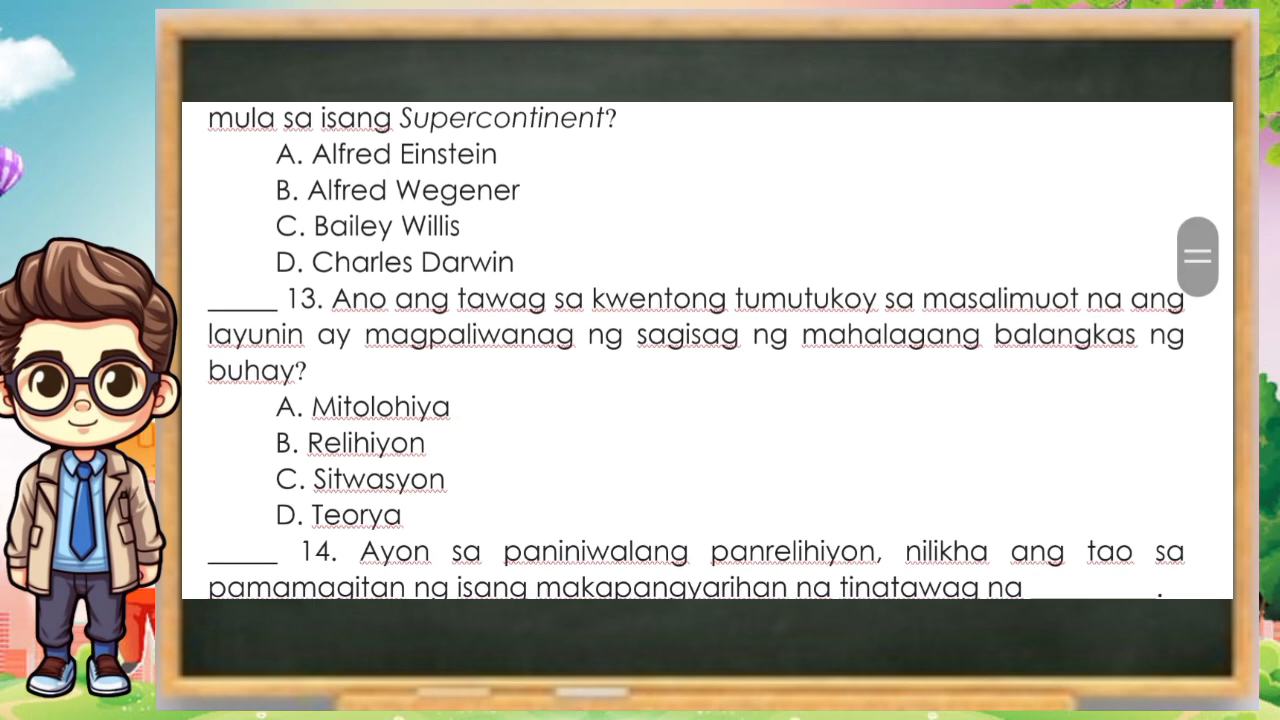 mula sa isang Supercontinent?
A. Alfred Einstein
B. Alfred Wegener
C. Bailey Willis
D. Charles Darwin
_____ 13. Ano ang tawag sa kwentong tumutukoy sa masalimuot na ang
layunin ay magpaliwanag ng sagisag ng mahalagang balangkas ng
buhay?
A. Mitolohiya
B. Relihiyon
C. Sitwasyon
D. Teorya
_____ 14. Ayon sa paniniwalang panrelihiyon, nilikha ang tao sa
pamamagitan ng isang makapangyarihan na tinatawag na _________.